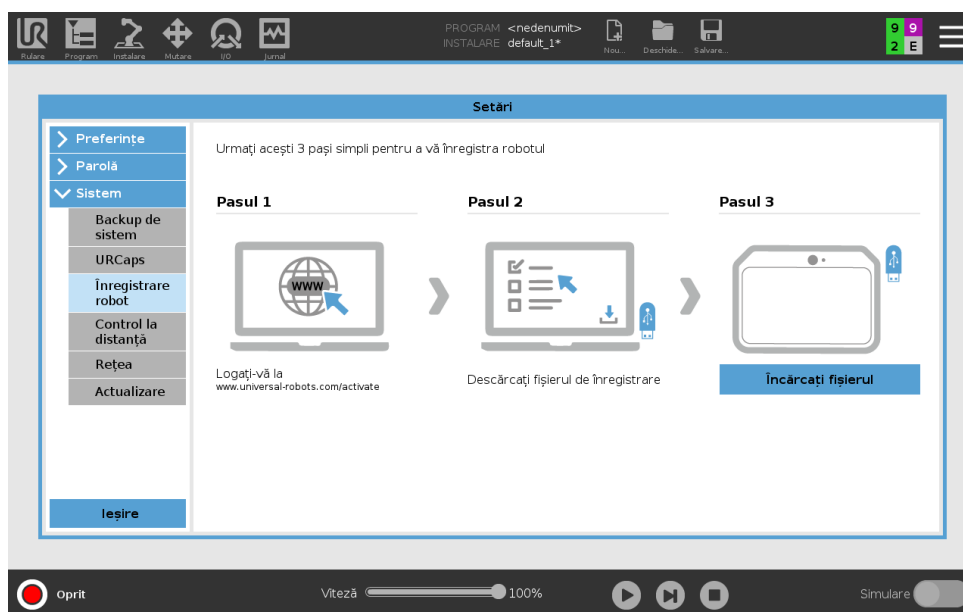 PROGRAM <nedenumit>
INSTALARE default_1*
Rulare Program Instalare Mutare I/O Jurnal
Nou... Deschide... Salvare...
9 9
2 E
Setări
Preferințe
Parolă
Sistem
Backup de
sistem
URCaps
Înregistrare
robot
Control la
distanță
Rețea
Actualizare
Ieșire
Urmați acești 3 pași simpli pentru a vă înregistra robotul
Pasul 1
www
Logați-vă la
www.universal-robots.com/activate
Pasul 2
Descărcați fișierul de înregistrare
Pasul 3
Încărcați fișierul
Oprit
Viteză 100%
Simulare